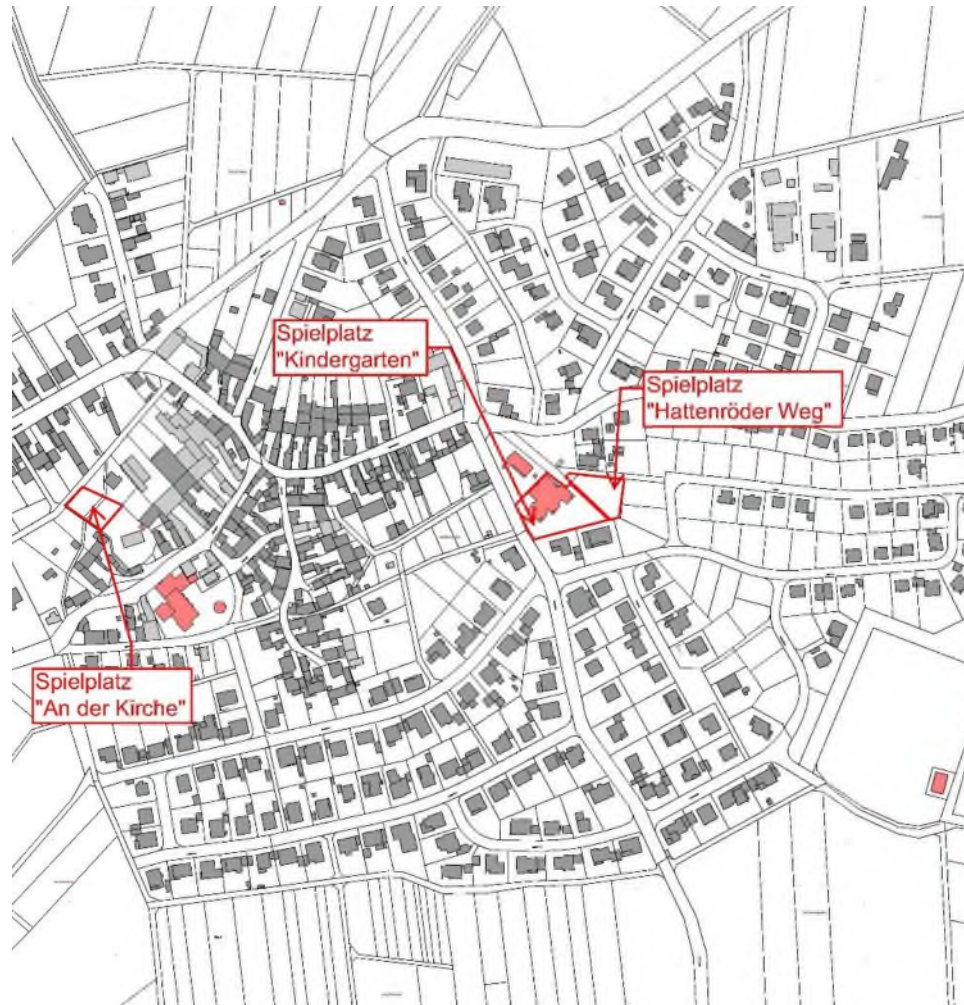 Spielplatz
"Kindergarten"
Spielplatz
"Hattenröder Weg"
Spielplatz
"An der Kirche"